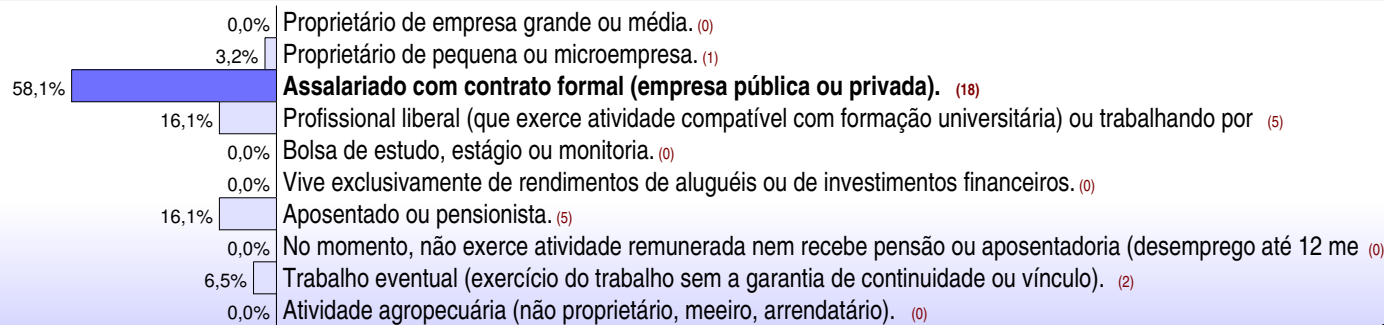 0,0% Proprietário de empresa grande ou média. (0)
3,2% Proprietário de pequena ou microempresa. (1)
58,1% Assalariado com contrato formal (empresa pública ou privada). (18)
16,1% Profissional liberal (que exerce atividade compatível com formação universitária) ou trabalhando por (5)
0,0% Bolsa de estudo, estágio ou monitoria. (0)
0,0% Vive exclusivamente de rendimentos de aluguéis ou de investimentos financeiros. (0)
16,1% Aposentado ou pensionista. (5)
0,0% No momento, não exerce atividade remunerada nem recebe pensão ou aposentadoria (desemprego até 12 me (0)
6,5% Trabalho eventual (exercício do trabalho sem a garantia de continuidade ou vínculo). (2)
0,0% Atividade agropecuária (não proprietário, meeiro, arrendatário). (0)